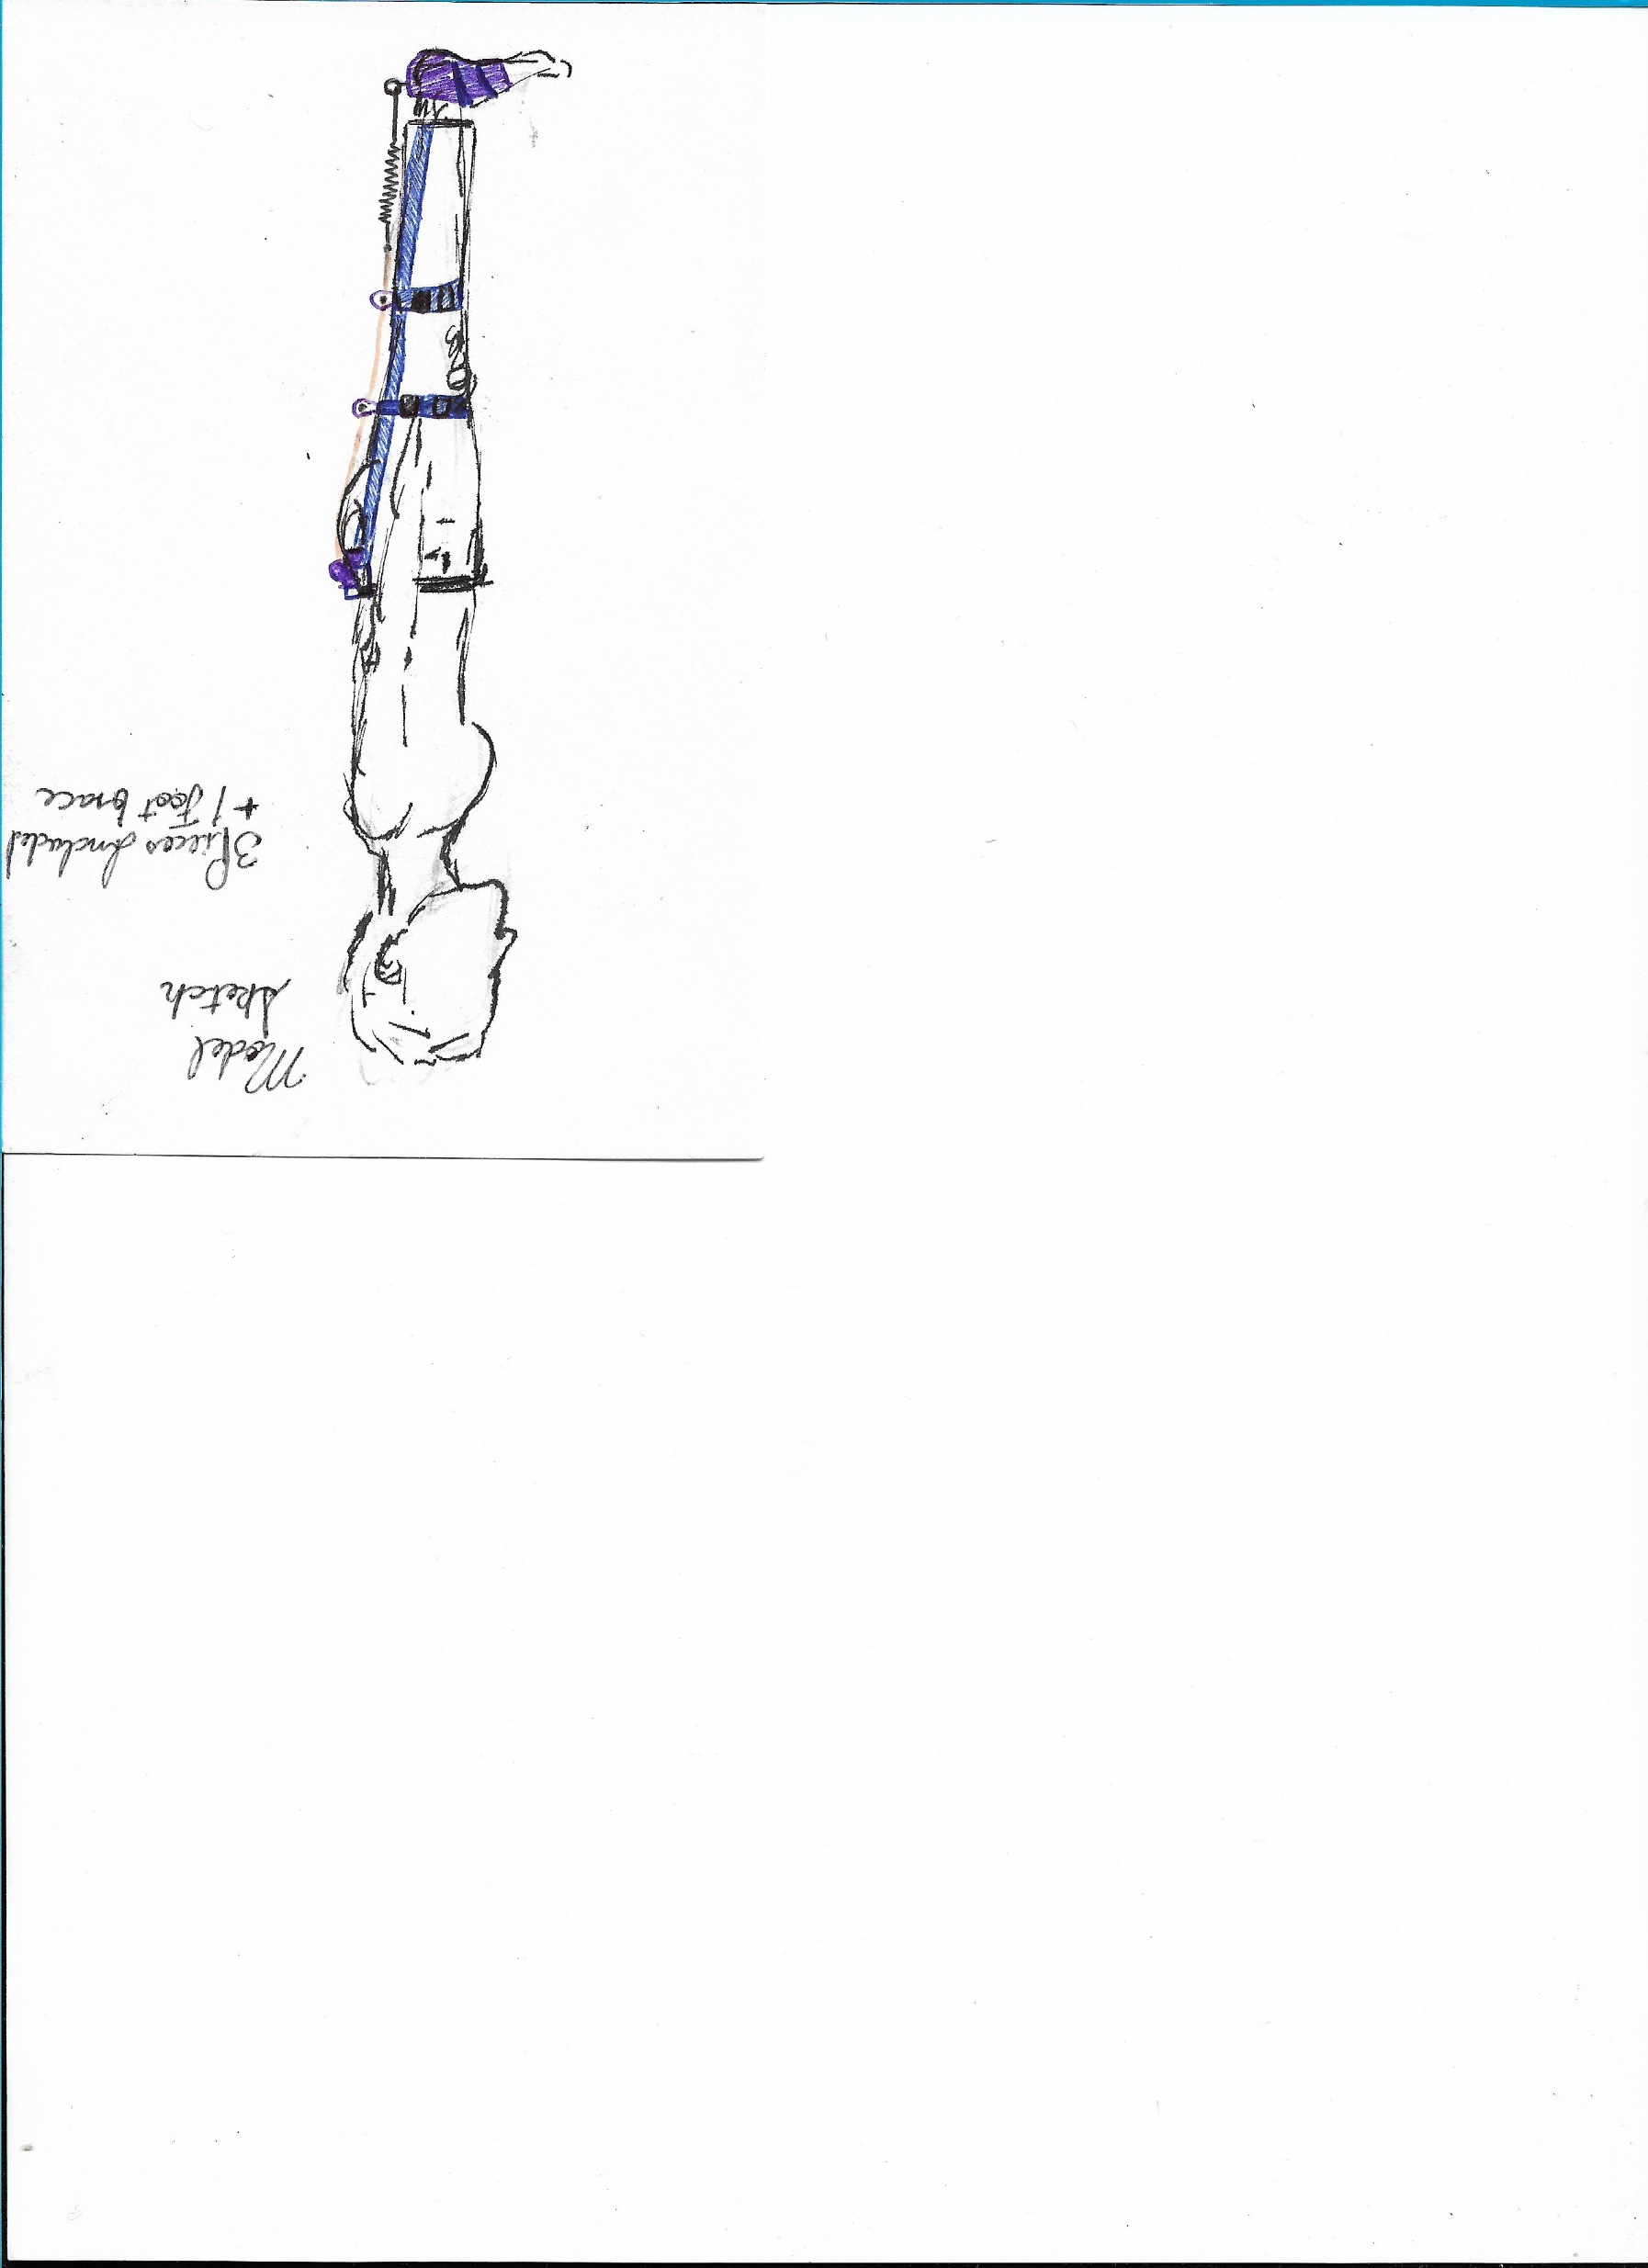 Model
Sketch
3 Pieces Included
+ 1 foot brace